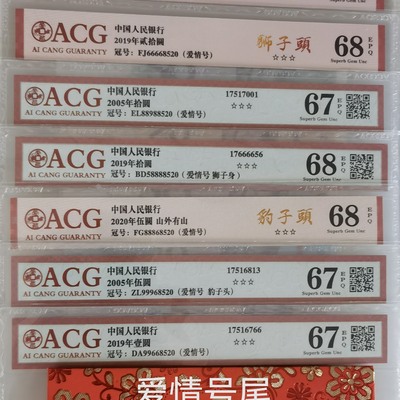 ACG
AI CANG GUARANTY
中国人民银行
2019年贰拾圆
冠号：FJ66668520（爱情号）
狮子頭
☆☆☆
68 EPQ
Superb Gem Unc
ACG
AI CANG GUARANTY
中国人民银行
2005年拾圆
冠号：EL88988520（爱情号）
17517001
☆☆☆
67 EPQ
Superb Gem Unc
ACG
AI CANG GUARANTY
中国人民银行
2019年拾圆
冠号：BD58888520（爱情号 狮子身）
17666656
☆☆☆
68 EPQ
Superb Gem Unc
ACG
AI CANG GUARANTY
中国人民银行
2020年伍圆 山外有山
冠号：FG88868520（爱情号）
豹子頭
☆☆☆
68 EPQ
Superb Gem Unc
ACG
AI CANG GUARANTY
中国人民银行
2005年伍圆
冠号：ZL99968520（爱情号 豹子头）
17516813
☆☆☆
67 EPQ
Superb Gem Unc
ACG
AI CANG GUARANTY
中国人民银行
2019年壹圆
冠号：DA99668520（爱情号）
17516766
☆☆☆
67 EPQ
Superb Gem Unc
爱情号尾